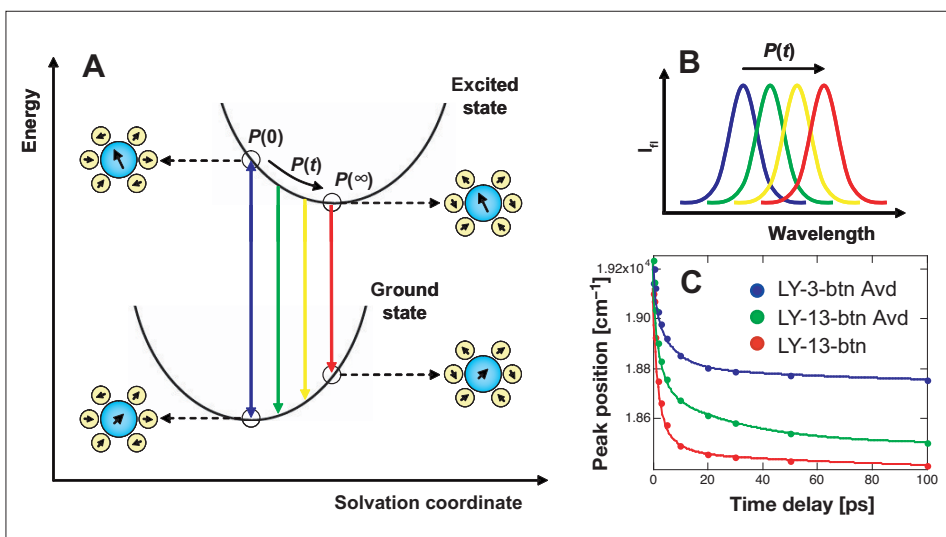 A
Energy
Excited
state
P(0)
P(t)
P(∞)
Ground
state
Solvation coordinate
B
P(t)
I_fl
Wavelength
C
1.92x10⁴
1.90
1.88
1.86
Peak position [cm⁻¹]
LY-3-btn Avd
LY-13-btn Avd
LY-13-btn
0
20
40
60
80
100
Time delay [ps]